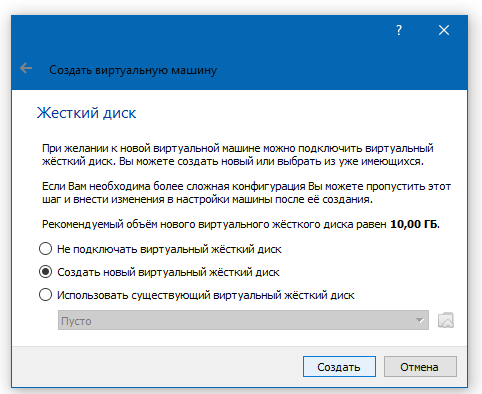 ?
Создать виртуальную машину
Жесткий диск
При желании к новой виртуальной машине можно подключить виртуальный
жёсткий диск. Вы можете создать новый или выбрать из уже имеющихся.
Если Вам необходима более сложная конфигурация Вы можете пропустить этот
шаг и внести изменения в настройки машины после её создания.
Рекомендуемый объём нового виртуального жёсткого диска равен 10,00 ГБ.
Не подключать виртуальный жёсткий диск
Создать новый виртуальный жёсткий диск
Использовать существующий виртуальный жёсткий диск
Пусто
Создать
Отмена